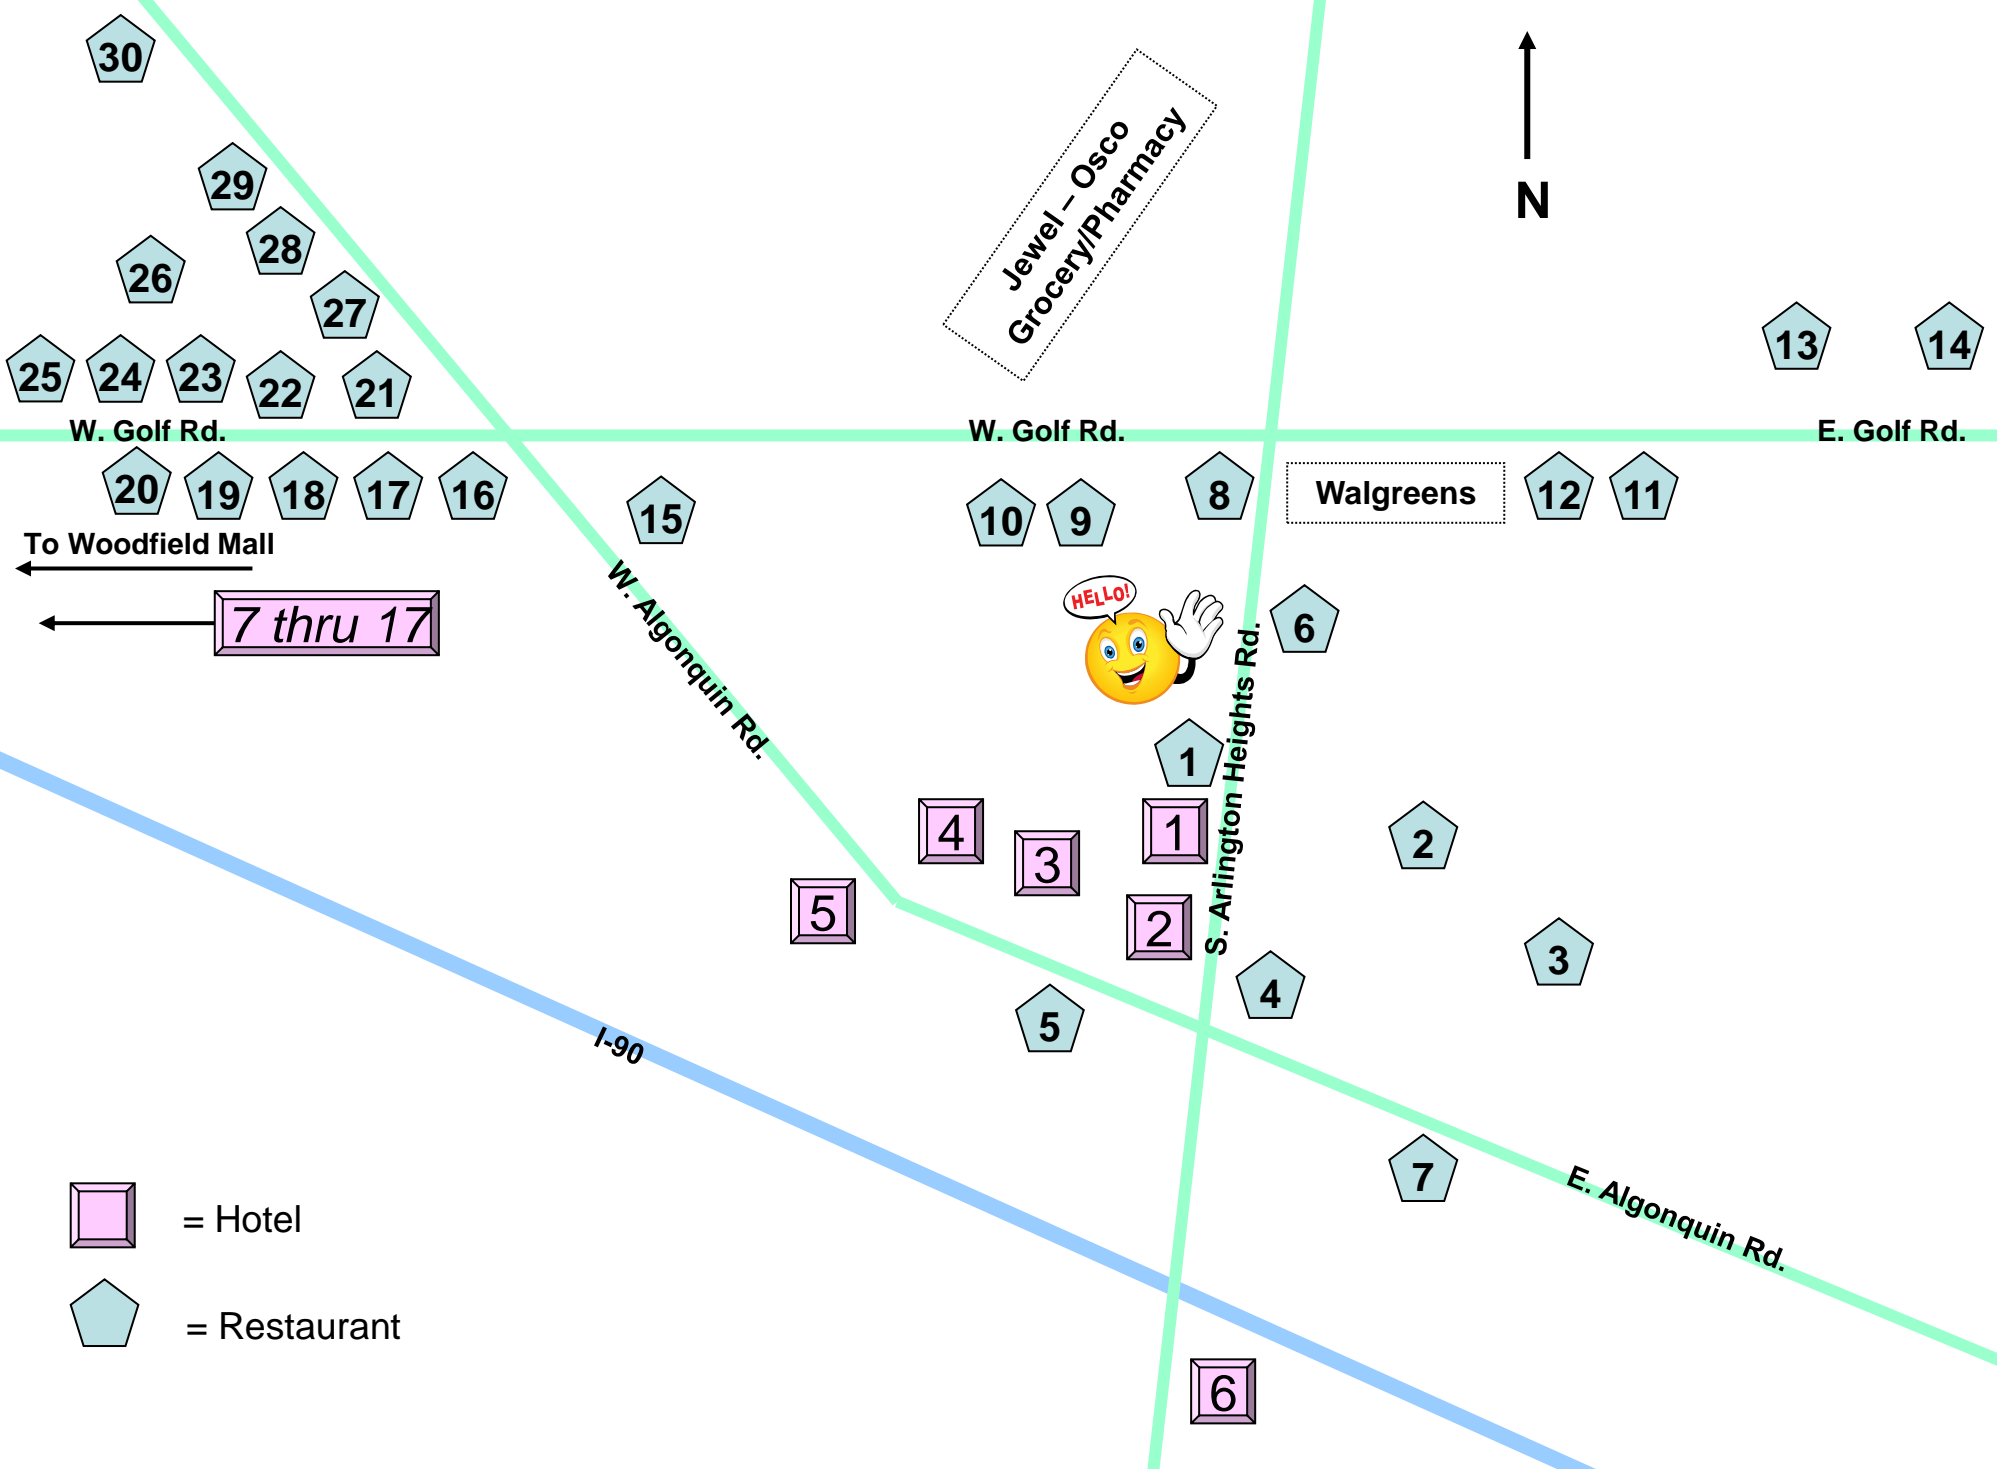 30
29
28
26
27
25
24
23
22
21
Jewel – Osco
Grocery/Pharmacy
N
13
14
W. Golf Rd.
W. Golf Rd.
E. Golf Rd.
20
19
18
17
16
15
10
9
8
Walgreens
12
11
To Woodfield Mall
7 thru 17
W. Algonquin Rd.
HELLO!
6
S. Arlington Heights Rd.
1
4
3
1
2
5
2
3
4
5
I-90
7
E. Algonquin Rd.
= Hotel
= Restaurant
6